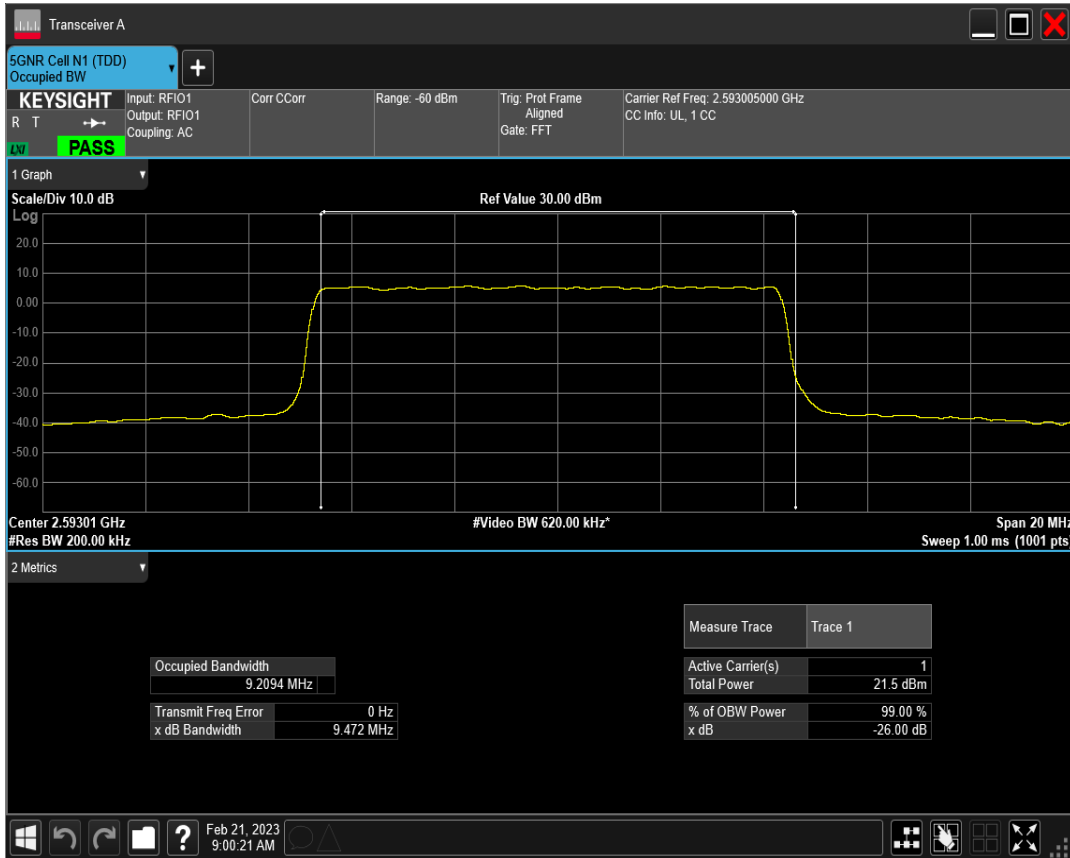 Transceiver A
5GNR Cell N1 (TDD)
Occupied BW
+
KEYSIGHT
R T
LXI
PASS
Input: RFIO1
Output: RFIO1
Coupling: AC
Corr CCorr
Range: -60 dBm
Trig: Prot Frame
Aligned
Gate: FFT
Carrier Ref Freq: 2.593005000 GHz
CC Info: UL, 1 CC
1 Graph
Scale/Div 10.0 dB
Ref Value 30.00 dBm
Log
20.0
10.0
0.00
-10.0
-20.0
-30.0
-40.0
-50.0
-60.0
Center 2.59301 GHz
#Video BW 620.00 kHz*
Span 20 MHz
#Res BW 200.00 kHz
Sweep 1.00 ms (1001 pts)
2 Metrics
Measure Trace Trace 1
Occupied Bandwidth
9.2094 MHz
Active Carrier(s) 1
Total Power 21.5 dBm
Transmit Freq Error 0 Hz
x dB Bandwidth 9.472 MHz
% of OBW Power 99.00 %
x dB -26.00 dB
?
Feb 21, 2023
9:00:21 AM